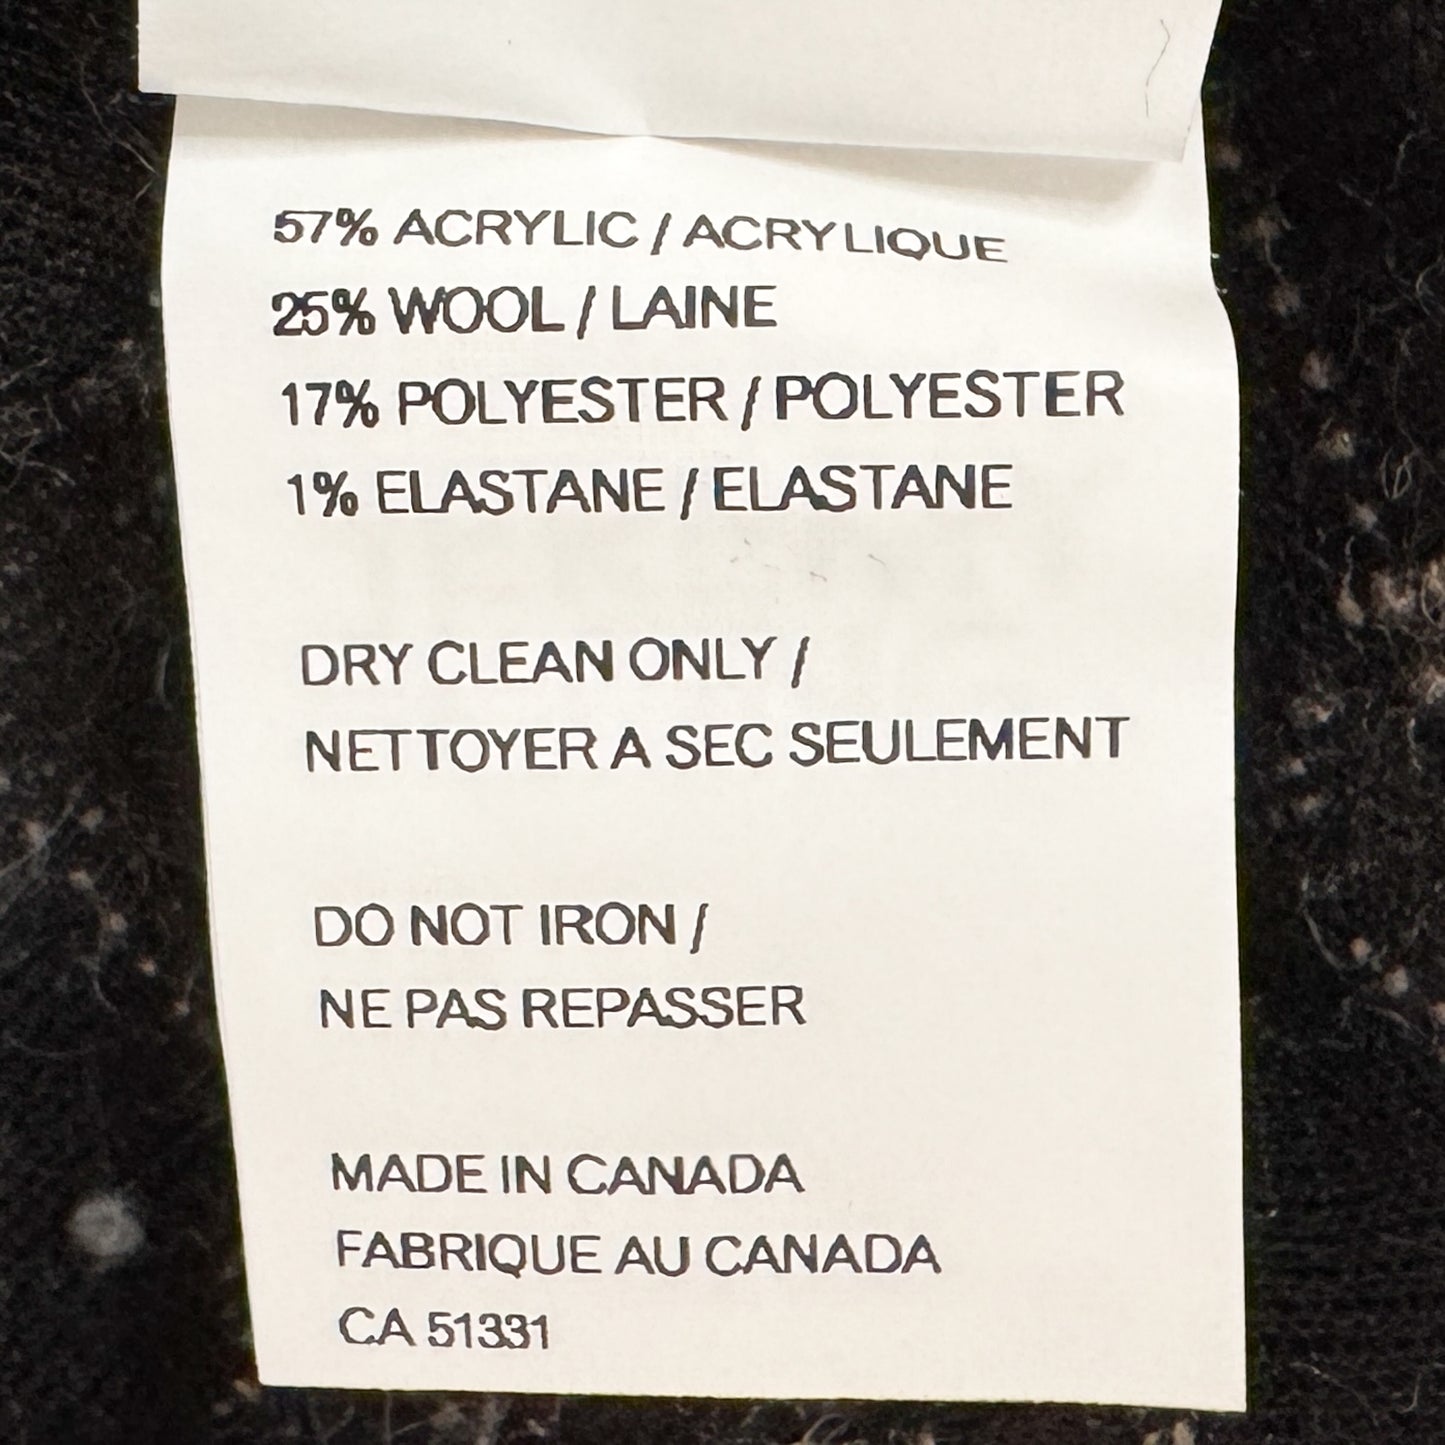 57% ACRYLIC / ACRYLIQUE
25% WOOL / LAINE
17% POLYESTER / POLYESTER
1% ELASTANE / ELASTANE
DRY CLEAN ONLY /
NETTOYER A SEC SEULEMENT
DO NOT IRON /
NE PAS REPASSER
MADE IN CANADA
FABRIQUE AU CANADA
CA 51331